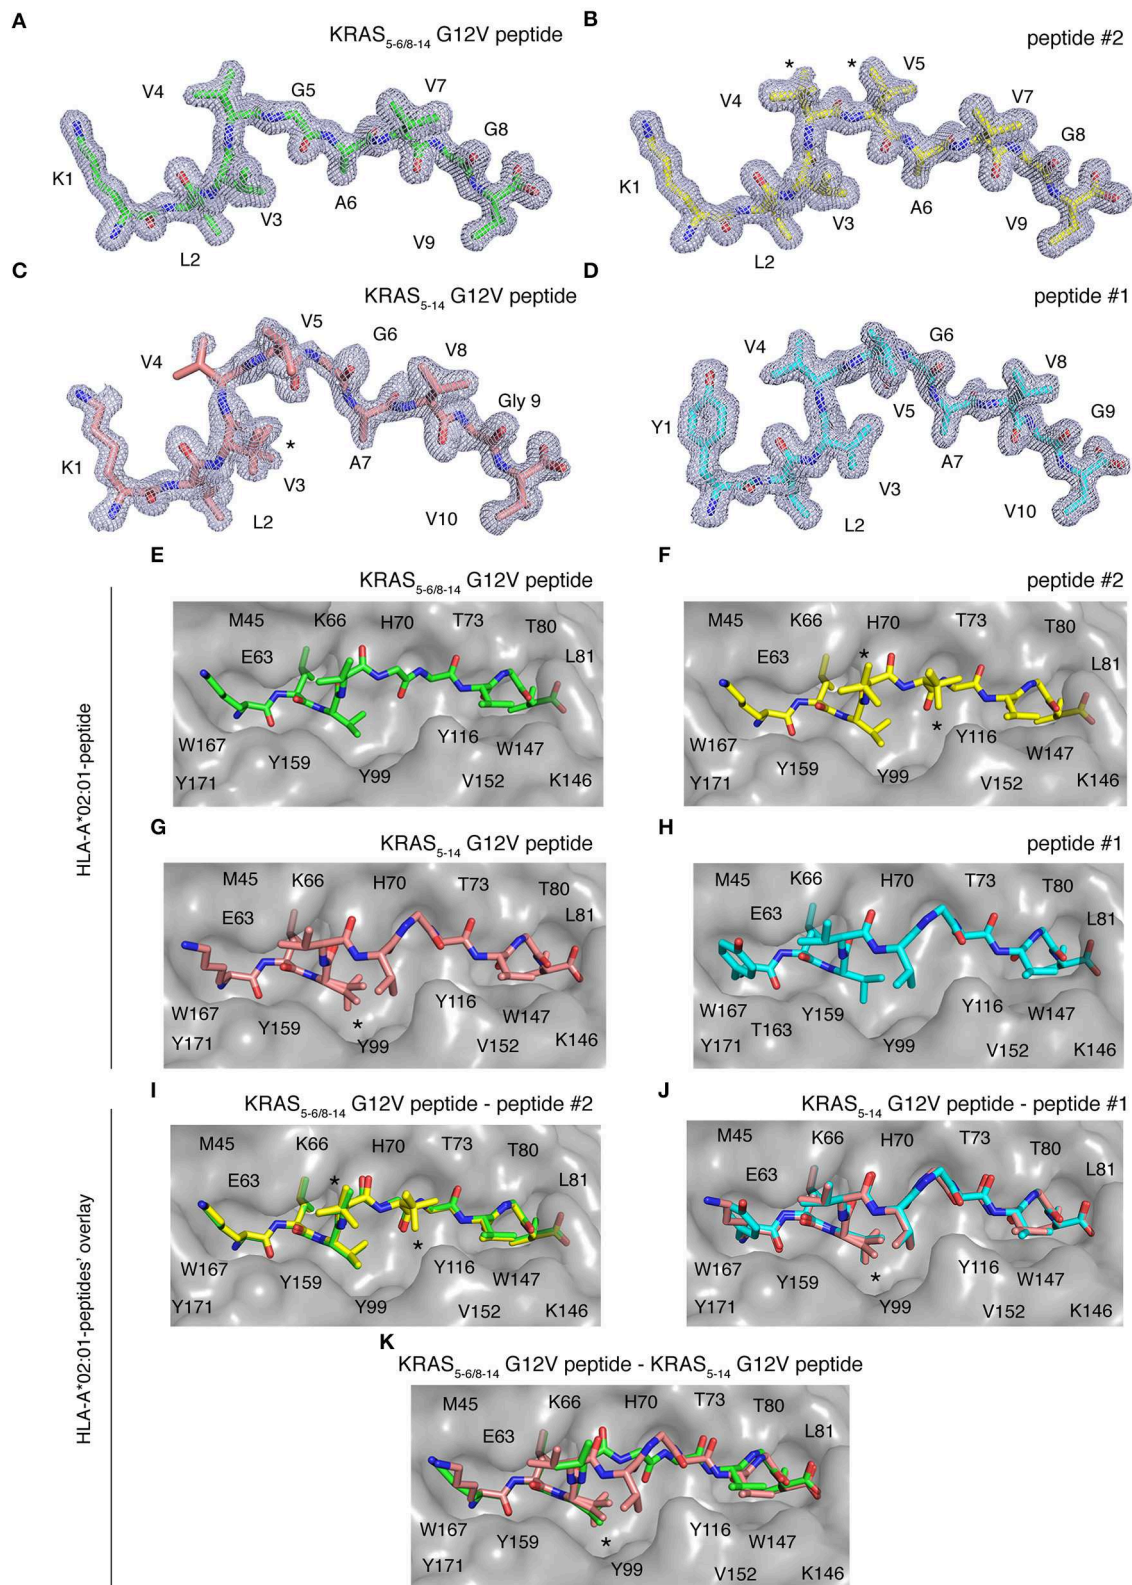 A
KRAS5-6/8-14 G12V peptide
V4
G5
V7
G8
K1
V3
A6
L2
V9
B
peptide #2
*
*
V5
V4
V7
G8
K1
V3
A6
V9
L2
C
KRAS5-14 G12V peptide
V5
G6
V4
V8
Gly 9
*
K1
A7
V3
L2
V10
D
peptide #1
G6
V4
V8
Y1
V5
G9
A7
V3
L2
V10
HLA-A*02:01-peptide
E
KRAS5-6/8-14 G12V peptide
M45 K66 H70 T73
T80
E63
L81
W167
Y159
Y116
W147
Y99
Y171
V152
K146
F
peptide #2
M45 K66 H70 T73
T80
*
E63
L81
*
W167
Y159
Y116
W147
Y99
Y171
V152
K146
G
KRAS5-14 G12V peptide
M45 K66 H70 T73
T80
E63
L81
W167
Y159
*
Y116
W147
Y171
Y99
V152
K146
H
peptide #1
M45 K66 H70 T73
T80
E63
L81
W167
T163
Y159
Y116
W147
Y171
Y99
V152
K146
HLA-A*02:01-peptides' overlay
I
KRAS5-6/8-14 G12V peptide - peptide #2
M45 K66 H70 T73
T80
*
E63
L81
*
W167
Y159
Y116
W147
Y171
Y99
V152
K146
J
KRAS5-14 G12V peptide - peptide #1
M45 K66 H70 T73
T80
E63
L81
W167
Y159
*
Y116
W147
Y171
Y99
V152
K146
K
KRAS5-6/8-14 G12V peptide - KRAS5-14 G12V peptide
M45 K66 H70 T73
T80
E63
L81
W167
Y159
*
Y116
W147
Y171
Y99
V152
K146